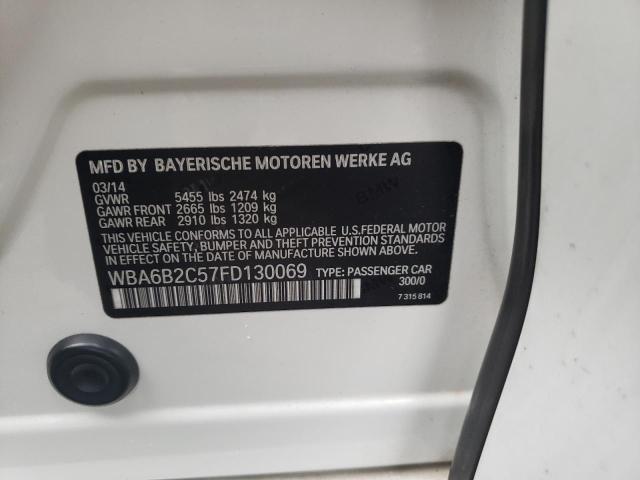 MFD BY BAYERISCHE MOTOREN WERKE AG
03/14
GVWR 5455 lbs 2474 kg
GAWR FRONT 2665 lbs 1209 kg
GAWR REAR 2910 lbs 1320 kg
THIS VEHICLE CONFORMS TO ALL APPLICABLE U.S.FEDERAL MOTOR
VEHICLE SAFETY, BUMPER, AND THEFT PREVENTION STANDARDS
IN EFFECT ON THE DATE OF MANUFACTURE SHOWN ABOVE.
WBA6B2C57FD130069 TYPE: PASSENGER CAR
300/0
7 315 814
BMW